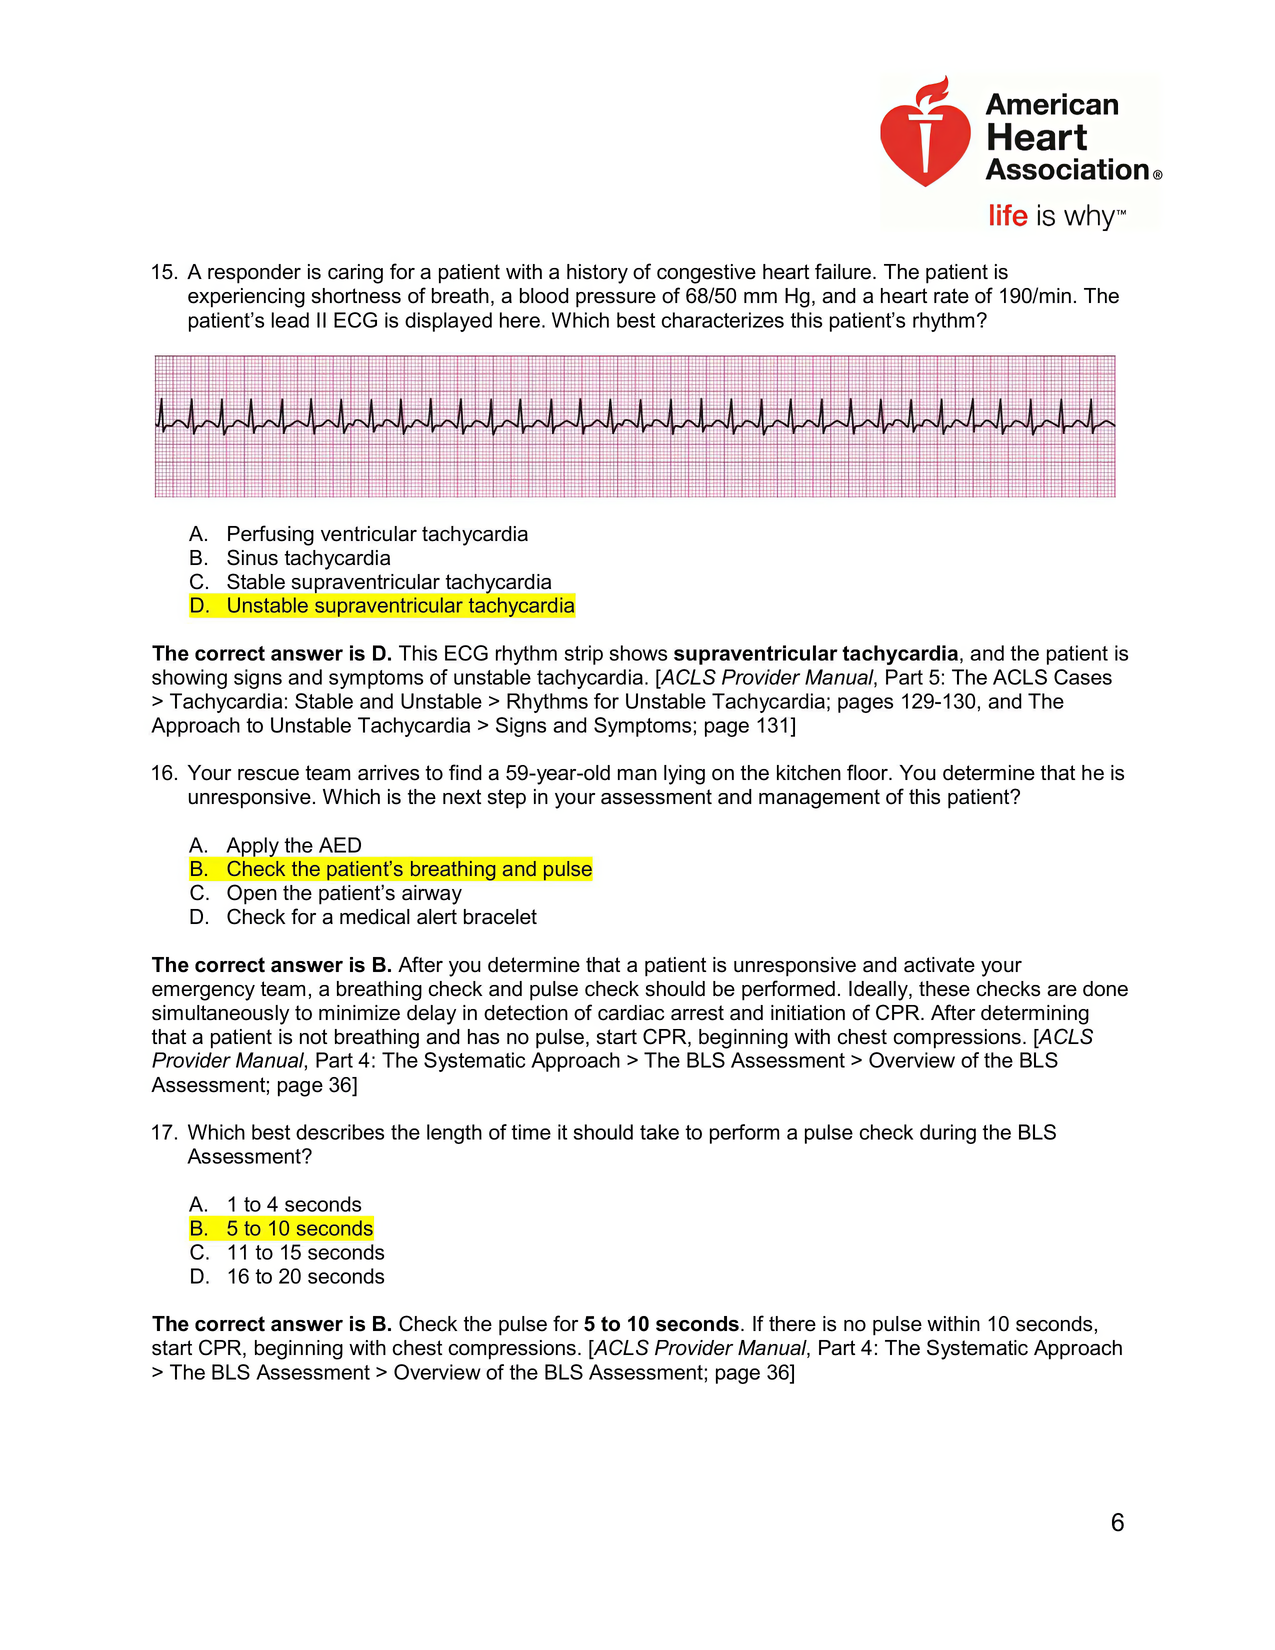 American
Heart
Association®
life is why™
15. A responder is caring for a patient with a history of congestive heart failure. The patient is
experiencing shortness of breath, a blood pressure of 68/50 mm Hg, and a heart rate of 190/min. The
patient’s lead II ECG is displayed here. Which best characterizes this patient’s rhythm?
A. Perfusing ventricular tachycardia
B. Sinus tachycardia
C. Stable supraventricular tachycardia
D. Unstable supraventricular tachycardia
The correct answer is D. This ECG rhythm strip shows supraventricular tachycardia, and the patient is
showing signs and symptoms of unstable tachycardia. [ACLS Provider Manual, Part 5: The ACLS Cases
> Tachycardia: Stable and Unstable > Rhythms for Unstable Tachycardia; pages 129-130, and The
Approach to Unstable Tachycardia > Signs and Symptoms; page 131]
16. Your rescue team arrives to find a 59-year-old man lying on the kitchen floor. You determine that he is
unresponsive. Which is the next step in your assessment and management of this patient?
A. Apply the AED
B. Check the patient’s breathing and pulse
C. Open the patient’s airway
D. Check for a medical alert bracelet
The correct answer is B. After you determine that a patient is unresponsive and activate your
emergency team, a breathing check and pulse check should be performed. Ideally, these checks are done
simultaneously to minimize delay in detection of cardiac arrest and initiation of CPR. After determining
that a patient is not breathing and has no pulse, start CPR, beginning with chest compressions. [ACLS
Provider Manual, Part 4: The Systematic Approach > The BLS Assessment > Overview of the BLS
Assessment; page 36]
17. Which best describes the length of time it should take to perform a pulse check during the BLS
Assessment?
A. 1 to 4 seconds
B. 5 to 10 seconds
C. 11 to 15 seconds
D. 16 to 20 seconds
The correct answer is B. Check the pulse for 5 to 10 seconds. If there is no pulse within 10 seconds,
start CPR, beginning with chest compressions. [ACLS Provider Manual, Part 4: The Systematic Approach
> The BLS Assessment > Overview of the BLS Assessment; page 36]
6